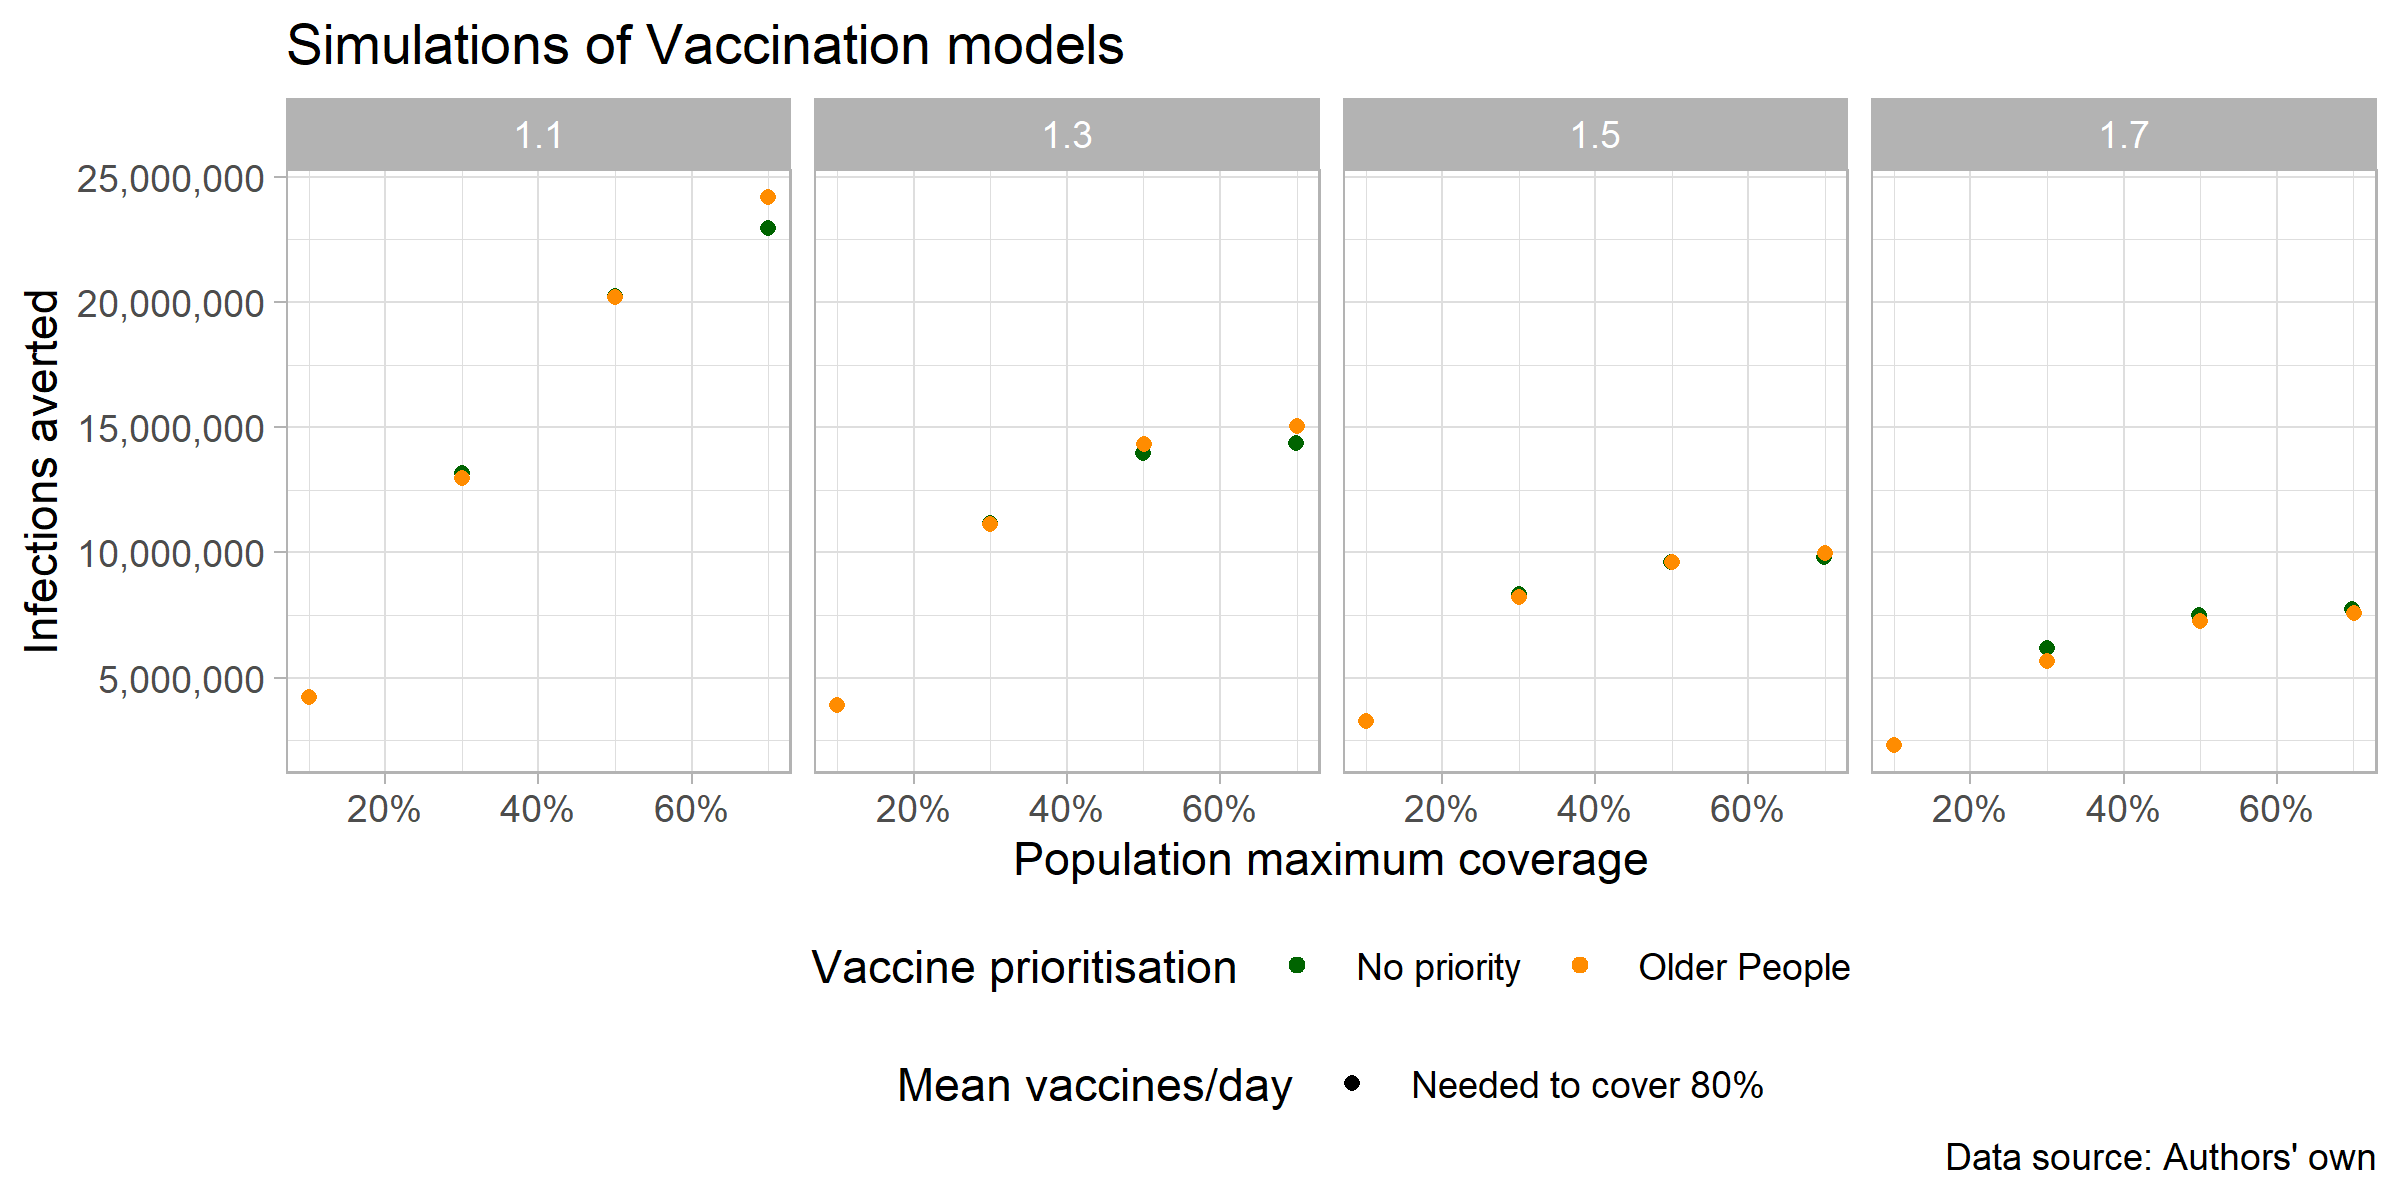 Simulations of Vaccination models
1.1 1.3 1.5 1.7
25,000,000
20,000,000
15,000,000
10,000,000
5,000,000
Infections averted
20% 40% 60% 20% 40% 60% 20% 40% 60% 20% 40% 60%
Population maximum coverage
Vaccine prioritisation No priority Older People
Mean vaccines/day Needed to cover 80%
Data source: Authors' own